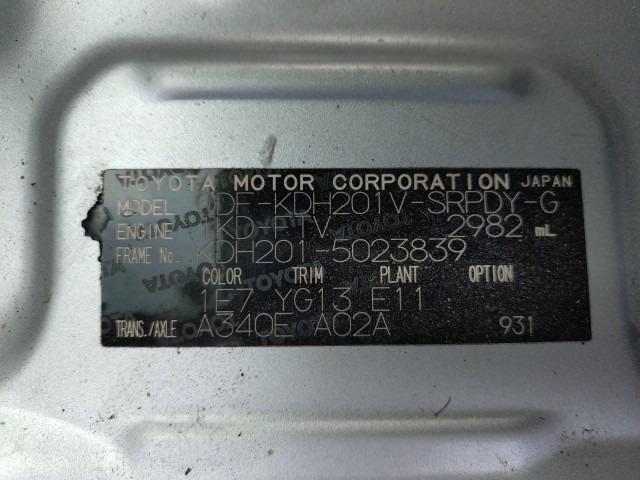 TOYOTA MOTOR CORPORATION JAPAN
MODEL DF-KDH201V-SRPDY-G
ENGINE 1KD-FTV 2982 mL
FRAME No. KDH201-5023839
COLOR TRIM PLANT OPTION
1E7 YG13 E11
TRANS./AXLE A340E A02A 931